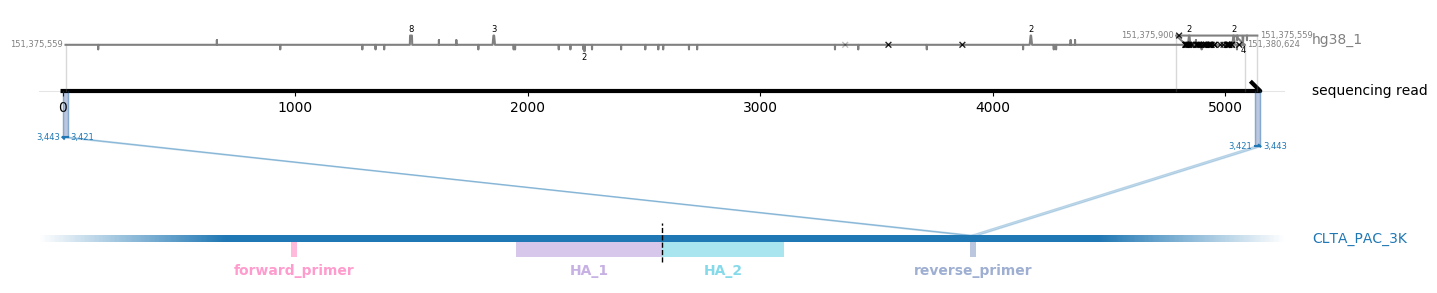 8 3 2 2 2
151,375,559 151,375,900 151,375,559 hg38_1
151,380,624
2 4
sequencing read
0 1000 2000 3000 4000 5000
3,443 3,421 3,421 3,443
CLTA_PAC_3K
forward_primer HA_1 HA_2 reverse_primer